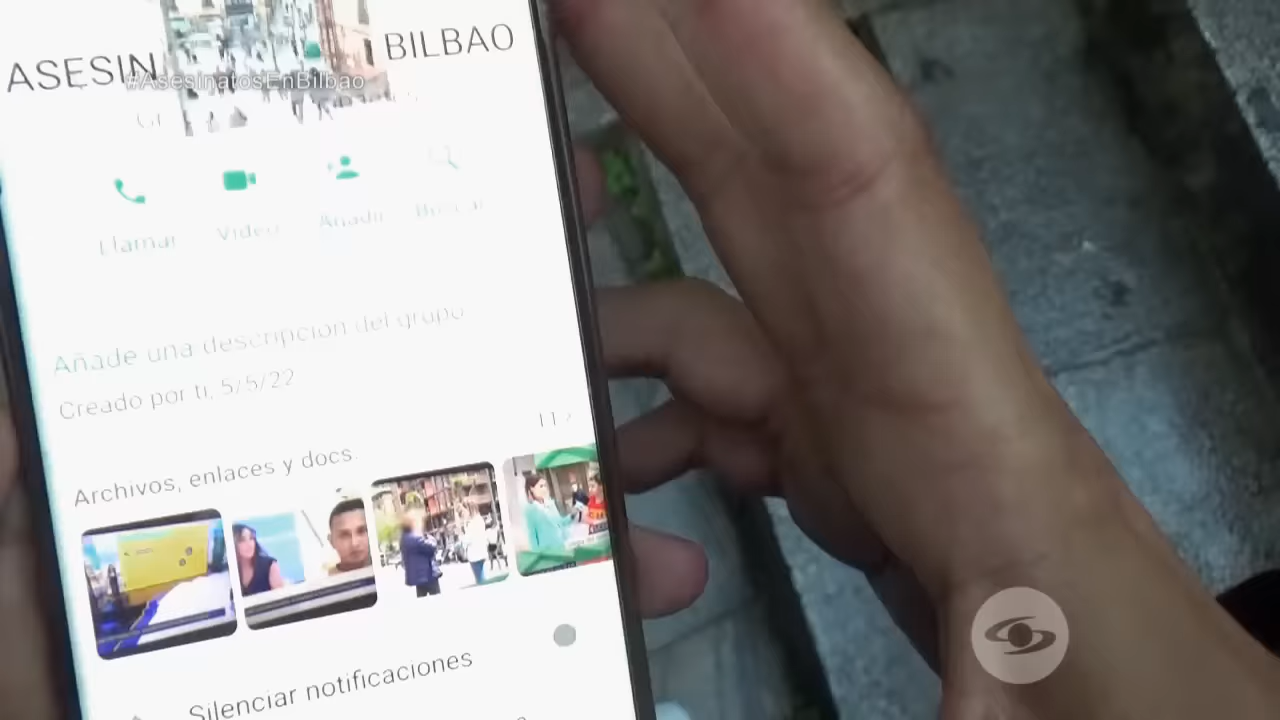 ASESIN BILBAO
#AsesinatosEnBilbao
Llamar Video Añadir Buscar
Añade una descripción del grupo
Creado por ti, 5/5/22
11 >
Archivos, enlaces y docs.
Silenciar notificaciones